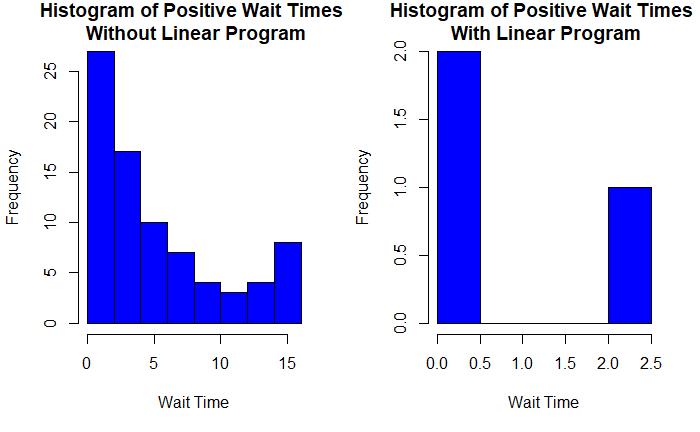 Histogram of Positive Wait Times
Without Linear Program
Frequency
25
20
15
10
5
0
0 5 10 15
Wait Time
Histogram of Positive Wait Times
With Linear Program
Frequency
2.0
1.5
1.0
0.5
0.0
0.0 0.5 1.0 1.5 2.0 2.5
Wait Time